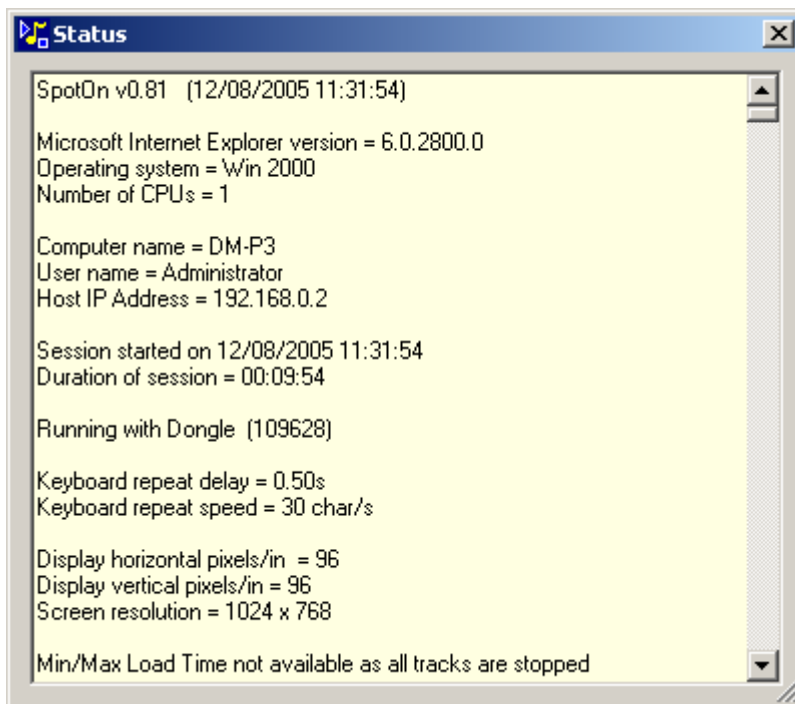 Status
SpotOn v0.81   (12/08/2005 11:31:54)
Microsoft Internet Explorer version = 6.0.2800.0
Operating system = Win 2000
Number of CPUs = 1
Computer name = DM-P3
User name = Administrator
Host IP Address = 192.168.0.2
Session started on 12/08/2005 11:31:54
Duration of session = 00:09:54
Running with Dongle  (109628)
Keyboard repeat delay = 0.50s
Keyboard repeat speed = 30 char/s
Display horizontal pixels/in  = 96
Display vertical pixels/in = 96
Screen resolution = 1024 x 768
Min/Max Load Time not available as all tracks are stopped